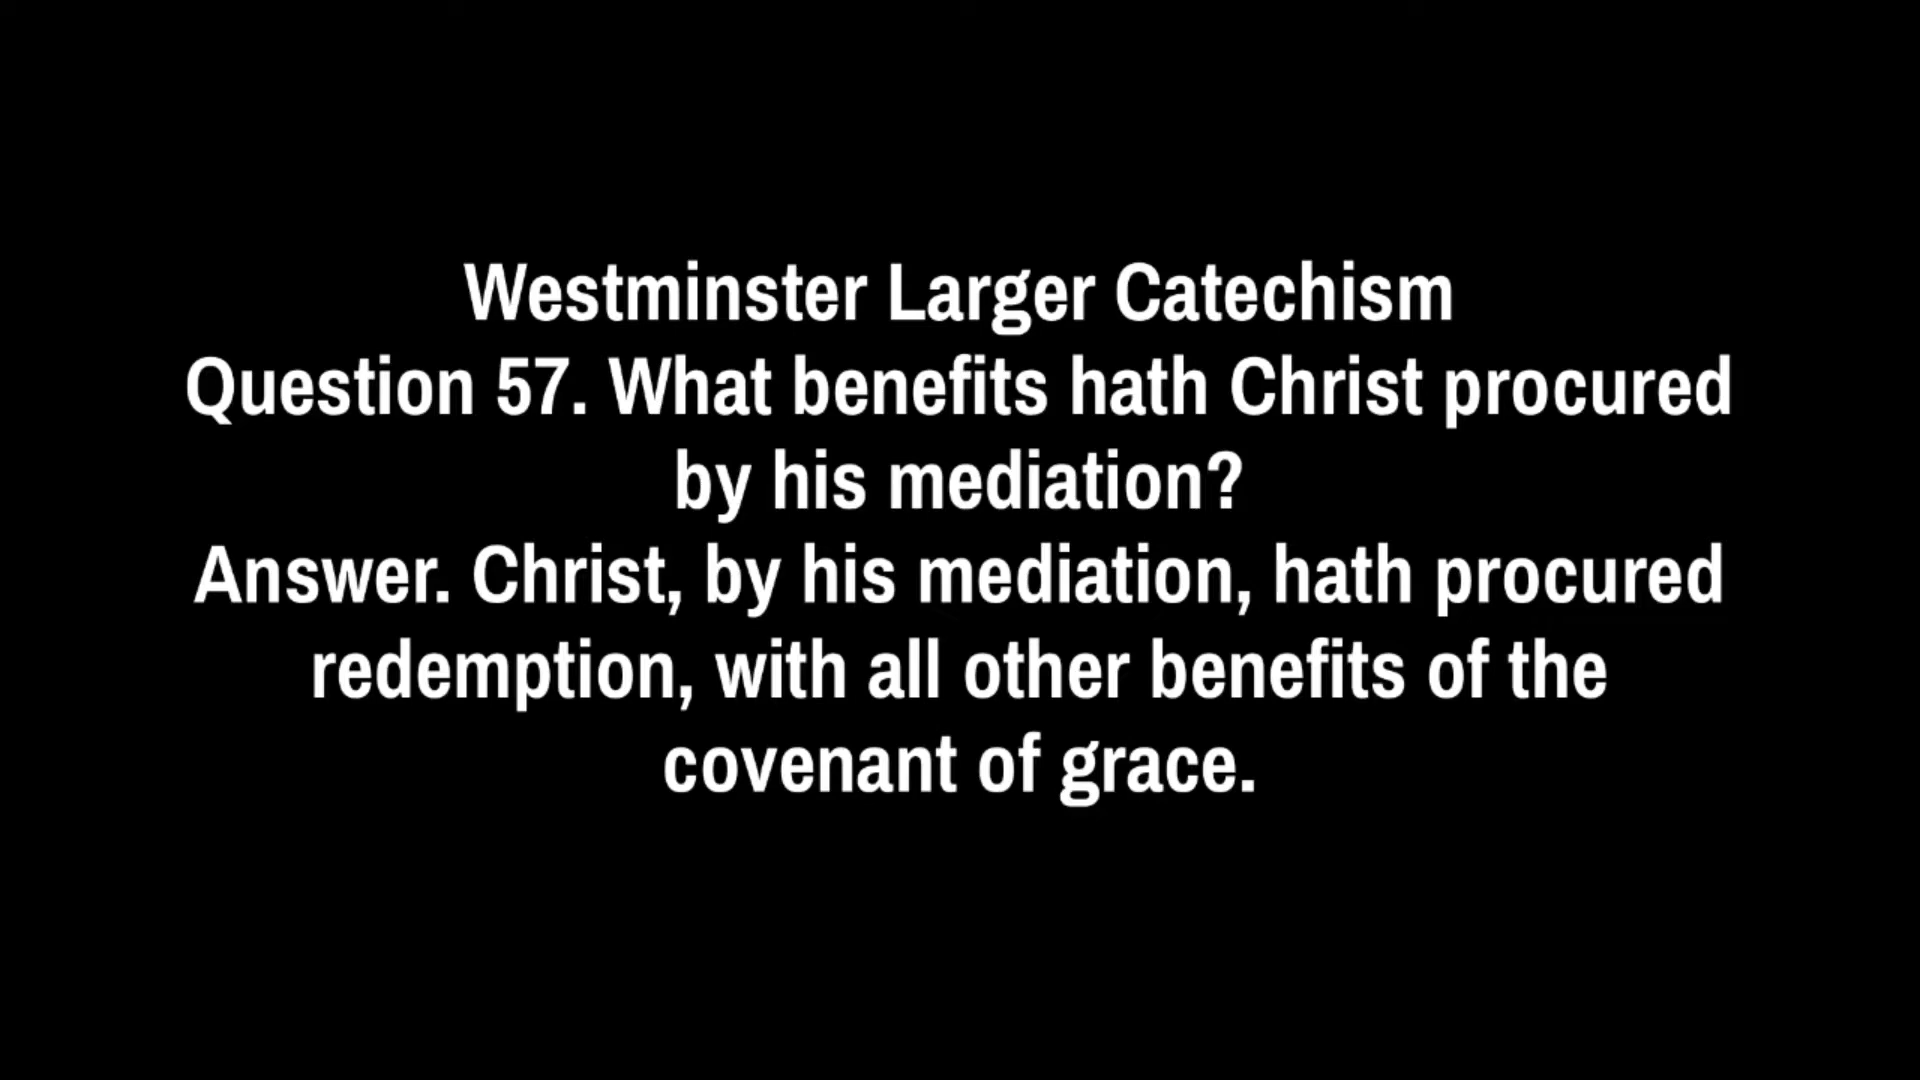 Westminster Larger Catechism
Question 57. What benefits hath Christ procured
by his mediation?
Answer. Christ, by his mediation, hath procured
redemption, with all other benefits of the
covenant of grace.